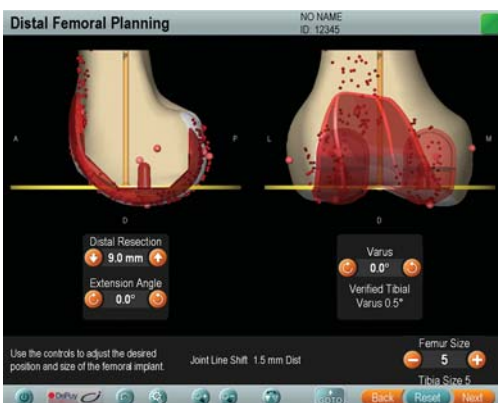 Distal Femoral Planning
NO NAME
ID: 12345
A
P
L
M
D
D
Distal Resection
9.0 mm
Extension Angle
0.0°
Varus
0.0°
Verified Tibial
Varus 0.5°
Use the controls to adjust the desired
position and size of the femoral implant.
Joint Line Shift 1.5 mm Dist
Femur Size
5
Tibia Size 5
DePuy
GOTO
Back
Reset
Next